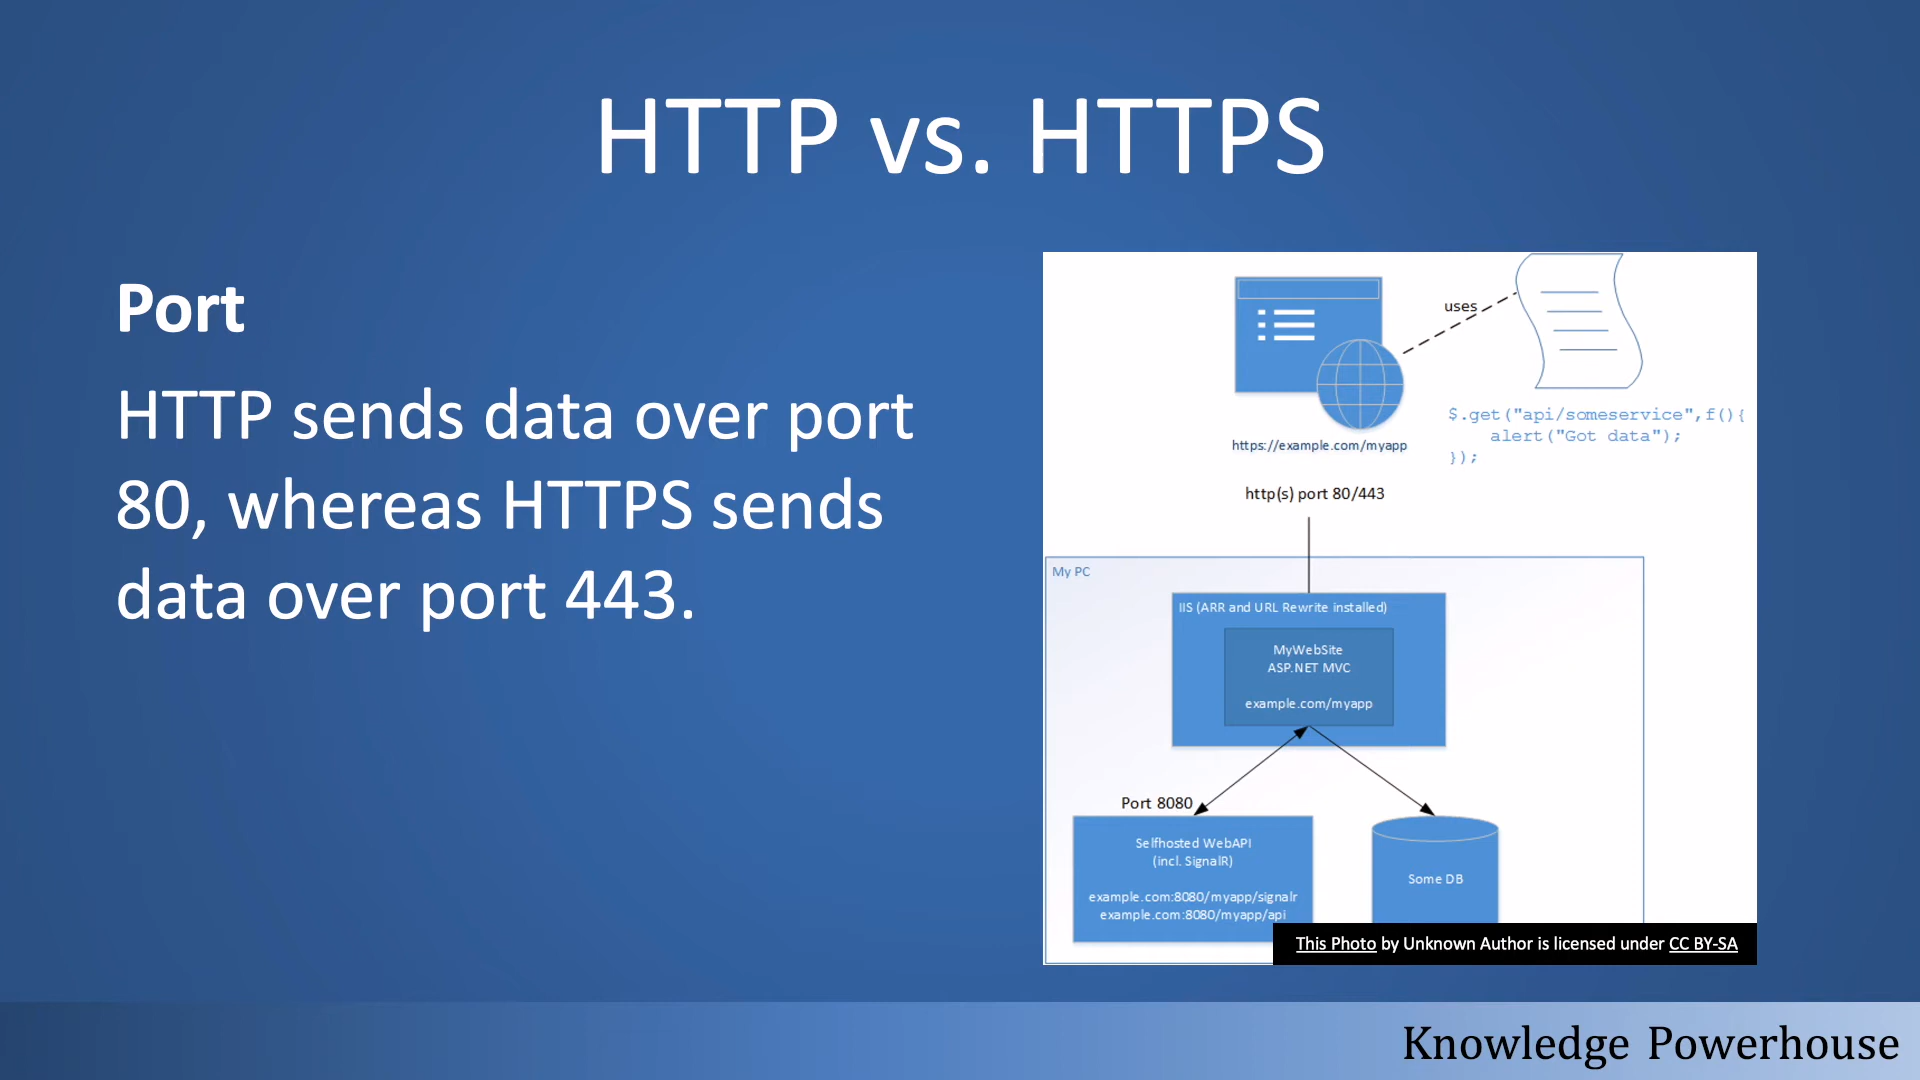 HTTP vs. HTTPS
Port
HTTP sends data over port
80, whereas HTTPS sends
data over port 443.
uses
$.get("api/someservice",f(){
alert("Got data");
});
https://example.com/myapp
http(s) port 80/443
My PC
IIS (ARR and URL Rewrite installed)
MyWebSite
ASP.NET MVC
example.com/myapp
Port 8080
Selfhosted WebAPI
(incl. SignalR)
example.com:8080/myapp/signalr
example.com:8080/myapp/api
Some DB
This Photo by Unknown Author is licensed under CC BY-SA
Knowledge Powerhouse